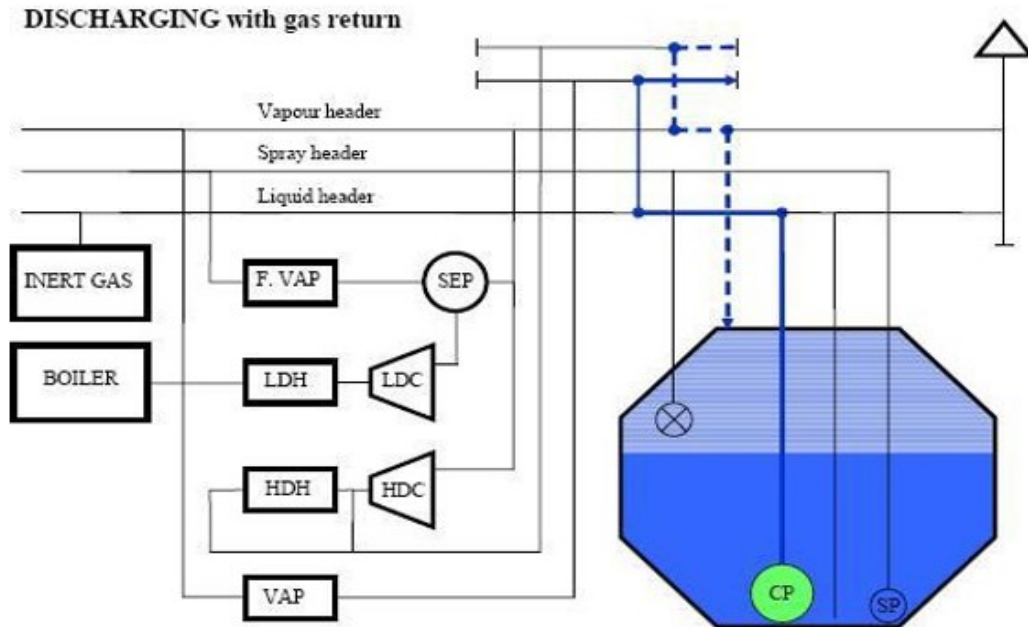 DISCHARGING with gas return
Vapour header
Spray header
Liquid header
INERT GAS
F. VAP
SEP
BOILER
LDH
LDC
HDH
HDC
VAP
CP
SP